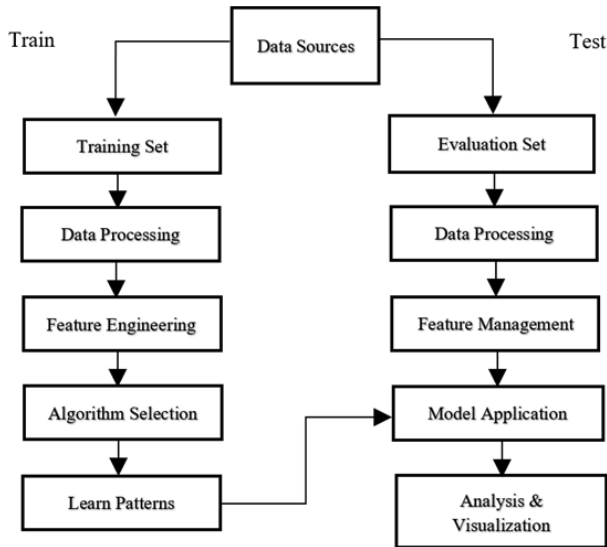 Train
Data Sources
Test
Training Set
Evaluation Set
Data Processing
Data Processing
Feature Engineering
Feature Management
Algorithm Selection
Model Application
Learn Patterns
Analysis &
Visualization